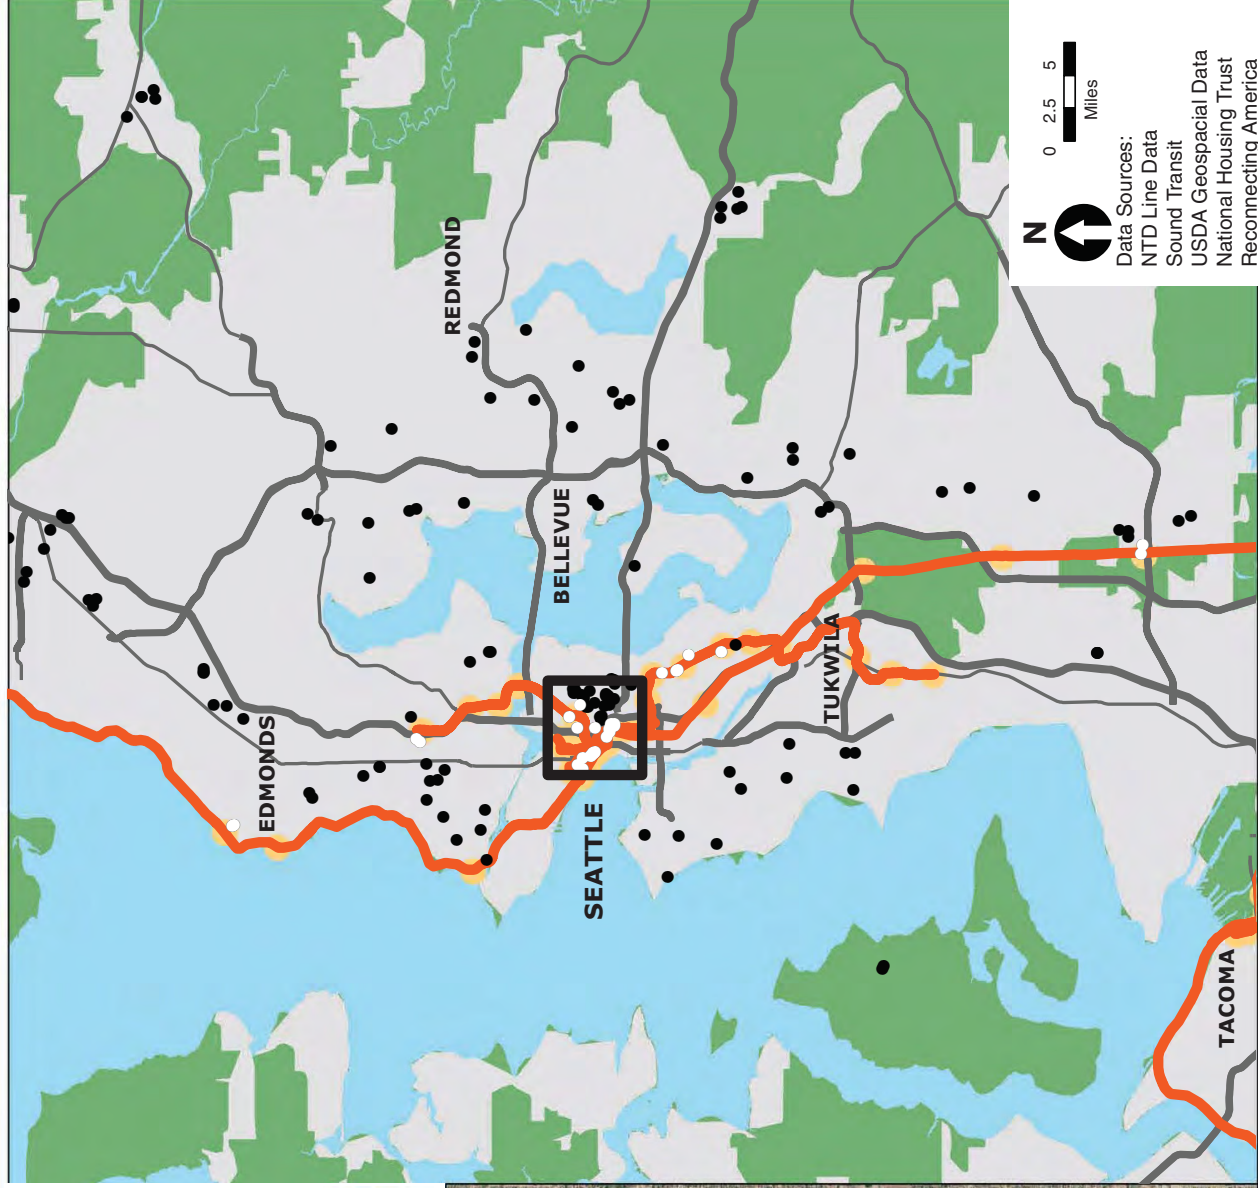 REDMOND
BELLEVUE
EDMONDS
SEATTLE
TUKWILA
TACOMA
N
0 2.5 5
Miles
Data Sources:
NTD Line Data
Sound Transit
USDA Geospacial Data
National Housing Trust
Reconnecting America